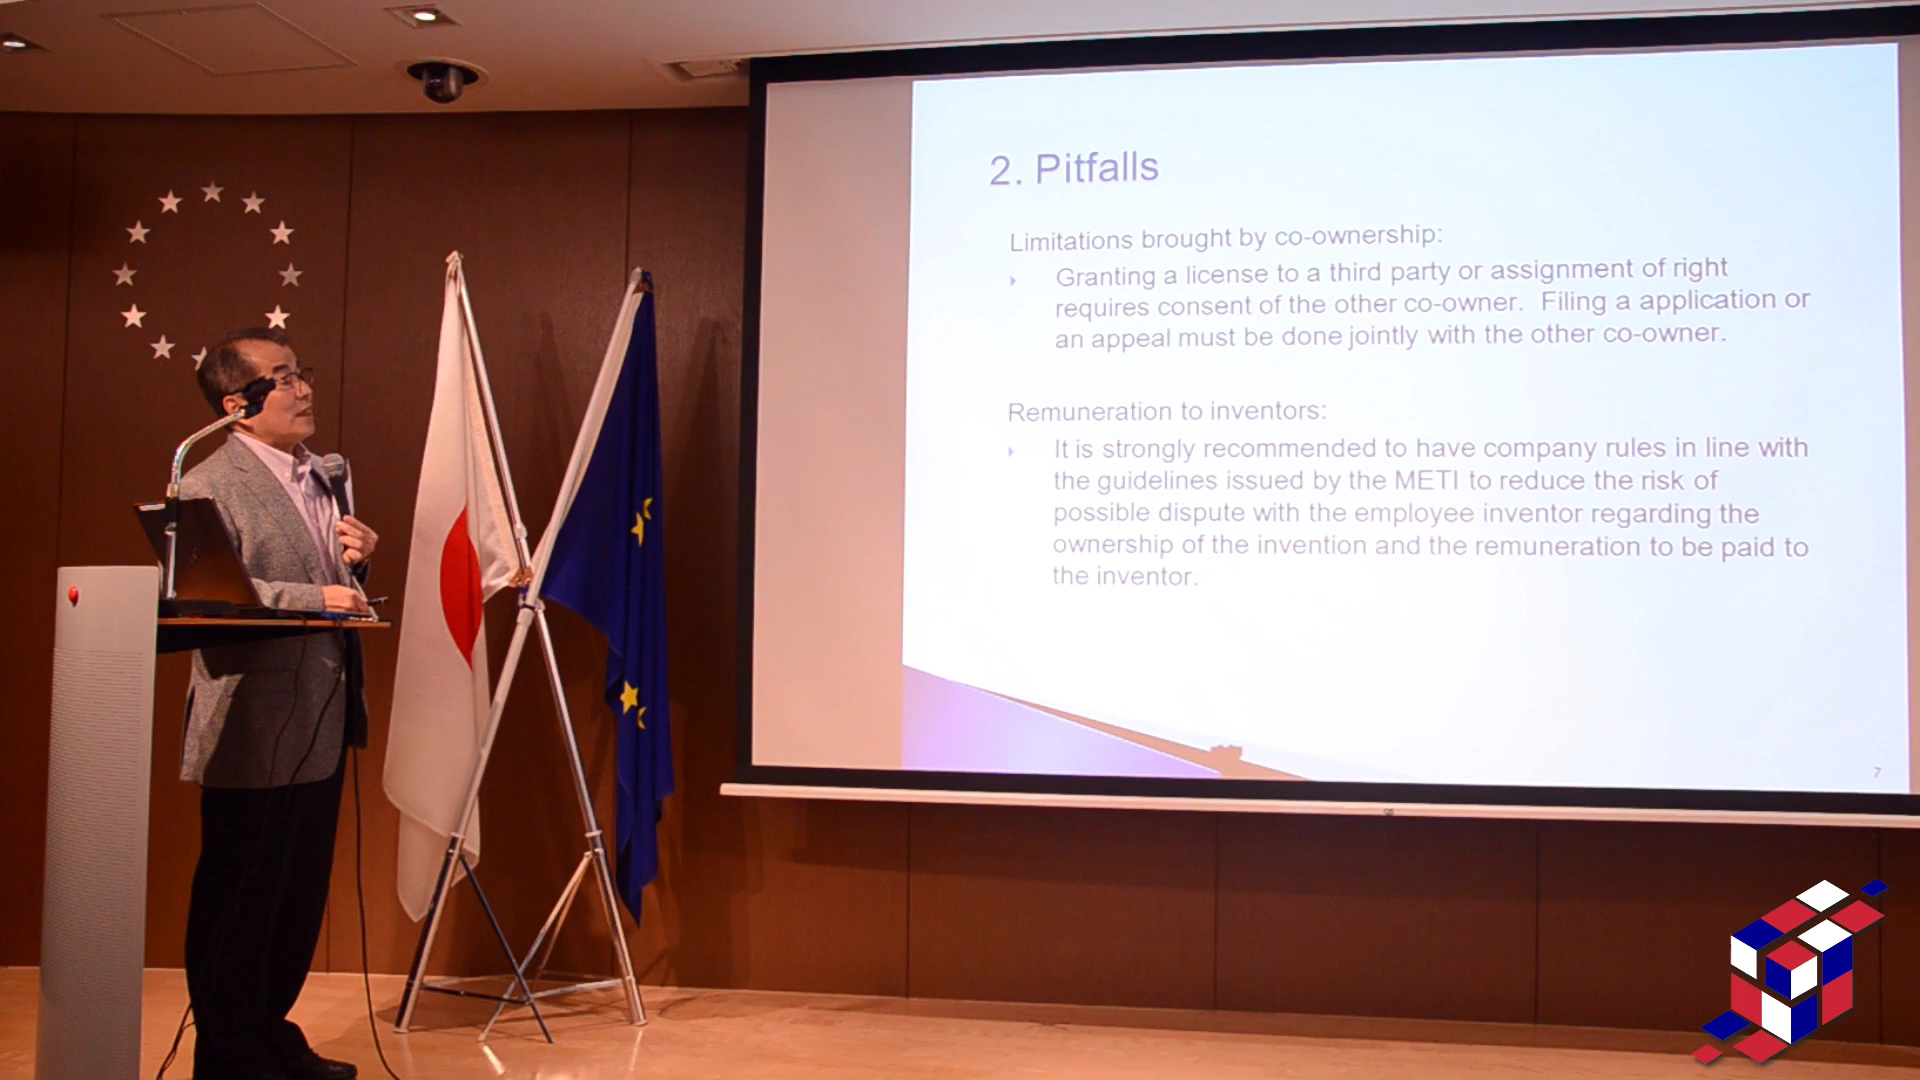 2. Pitfalls
Limitations brought by co-ownership:
Granting a license to a third party or assignment of right
requires consent of the other co-owner. Filing a application or
an appeal must be done jointly with the other co-owner.
Remuneration to inventors:
It is strongly recommended to have company rules in line with
the guidelines issued by the METI to reduce the risk of
possible dispute with the employee inventor regarding the
ownership of the invention and the remuneration to be paid to
the inventor.
7